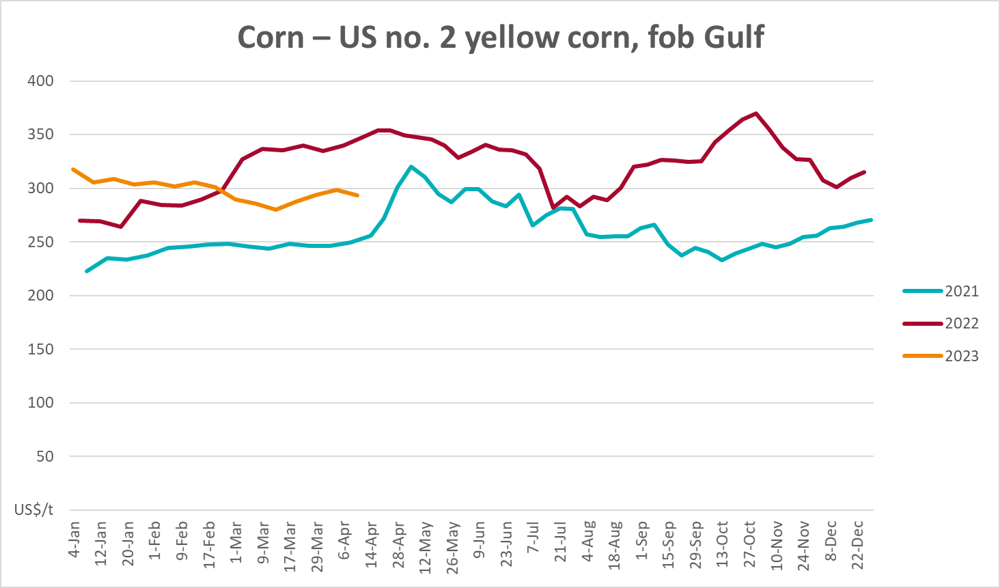 Corn – US no. 2 yellow corn, fob Gulf
400
350
300
250
200
150
100
50
US$/t
4-Jan
12-Jan
20-Jan
1-Feb
9-Feb
17-Feb
1-Mar
9-Mar
17-Mar
29-Mar
6-Apr
14-Apr
28-Apr
12-May
26-May
9-Jun
23-Jun
7-Jul
21-Jul
4-Aug
18-Aug
1-Sep
15-Sep
29-Sep
13-Oct
27-Oct
10-Nov
24-Nov
8-Dec
22-Dec
2021
2022
2023